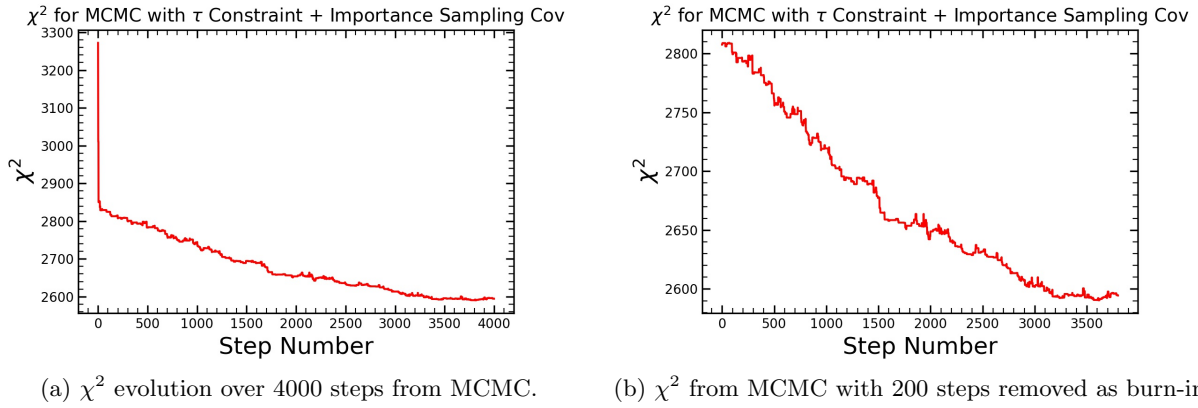 χ² for MCMC with τ Constraint + Importance Sampling Cov
3300
3200
3100
3000
2900
2800
2700
2600
χ²
0 500 1000 1500 2000 2500 3000 3500 4000
Step Number
(a) χ² evolution over 4000 steps from MCMC.
χ² for MCMC with τ Constraint + Importance Sampling Cov
2800
2750
2700
2650
2600
χ²
0 500 1000 1500 2000 2500 3000 3500
Step Number
(b) χ² from MCMC with 200 steps removed as burn-in